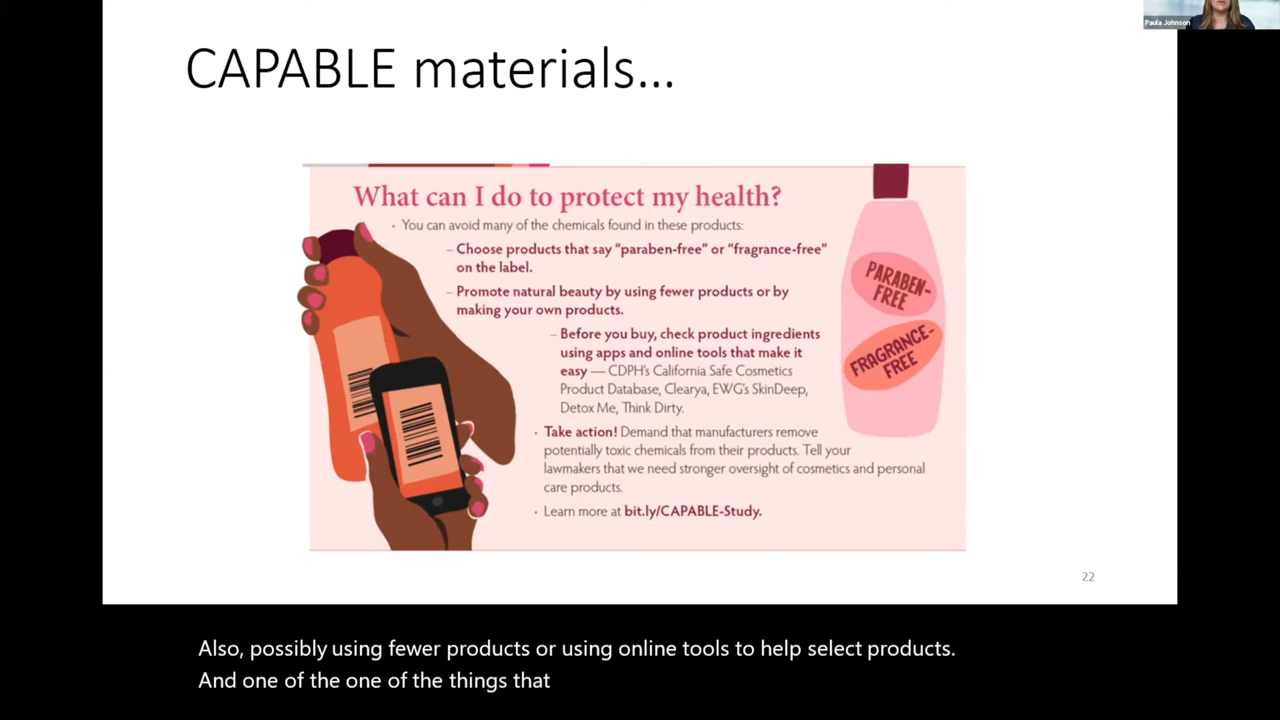 Paula Johnson
CAPABLE materials...
What can I do to protect my health?
• You can avoid many of the chemicals found in these products:
– Choose products that say “paraben-free” or “fragrance-free”
on the label.
– Promote natural beauty by using fewer products or by
making your own products.
– Before you buy, check product ingredients
using apps and online tools that make it
easy — CDPH’s California Safe Cosmetics
Product Database, Clearya, EWG’s SkinDeep,
Detox Me, Think Dirty.
• Take action! Demand that manufacturers remove
potentially toxic chemicals from their products. Tell your
lawmakers that we need stronger oversight of cosmetics and personal
care products.
• Learn more at bit.ly/CAPABLE-Study.
PARABEN-
FREE
FRAGRANCE-
FREE
22
Also, possibly using fewer products or using online tools to help select products.
And one of the one of the things that